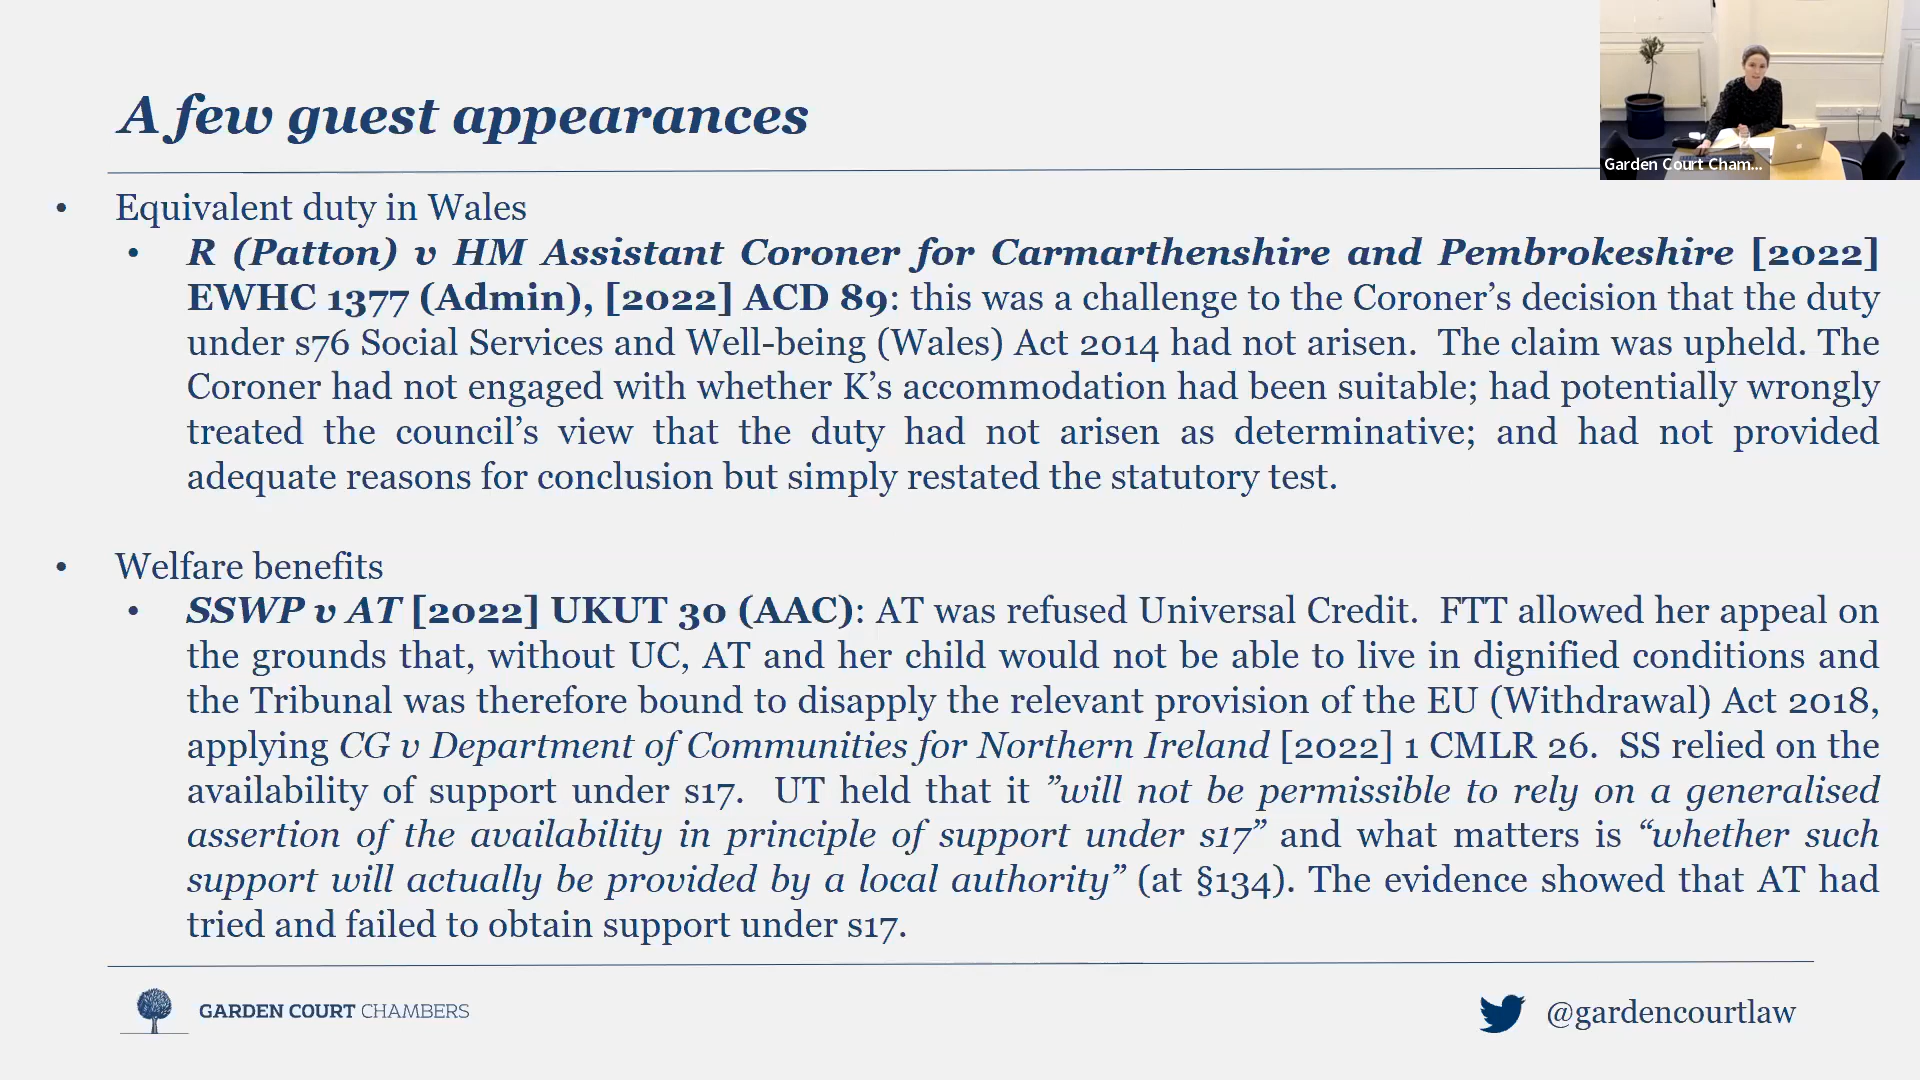 A few guest appearances
Garden Court Cham...
• Equivalent duty in Wales
• R (Patton) v HM Assistant Coroner for Carmarthenshire and Pembrokeshire [2022]
EWHC 1377 (Admin), [2022] ACD 89: this was a challenge to the Coroner’s decision that the duty
under s76 Social Services and Well-being (Wales) Act 2014 had not arisen.  The claim was upheld. The
Coroner had not engaged with whether K’s accommodation had been suitable; had potentially wrongly
treated the council’s view that the duty had not arisen as determinative; and had not provided
adequate reasons for conclusion but simply restated the statutory test.
• Welfare benefits
• SSWP v AT [2022] UKUT 30 (AAC): AT was refused Universal Credit.  FTT allowed her appeal on
the grounds that, without UC, AT and her child would not be able to live in dignified conditions and
the Tribunal was therefore bound to disapply the relevant provision of the EU (Withdrawal) Act 2018,
applying CG v Department of Communities for Northern Ireland [2022] 1 CMLR 26.  SS relied on the
availability of support under s17.  UT held that it ”will not be permissible to rely on a generalised
assertion of the availability in principle of support under s17” and what matters is “whether such
support will actually be provided by a local authority” (at §134). The evidence showed that AT had
tried and failed to obtain support under s17.
GARDEN COURT CHAMBERS
@gardencourtlaw